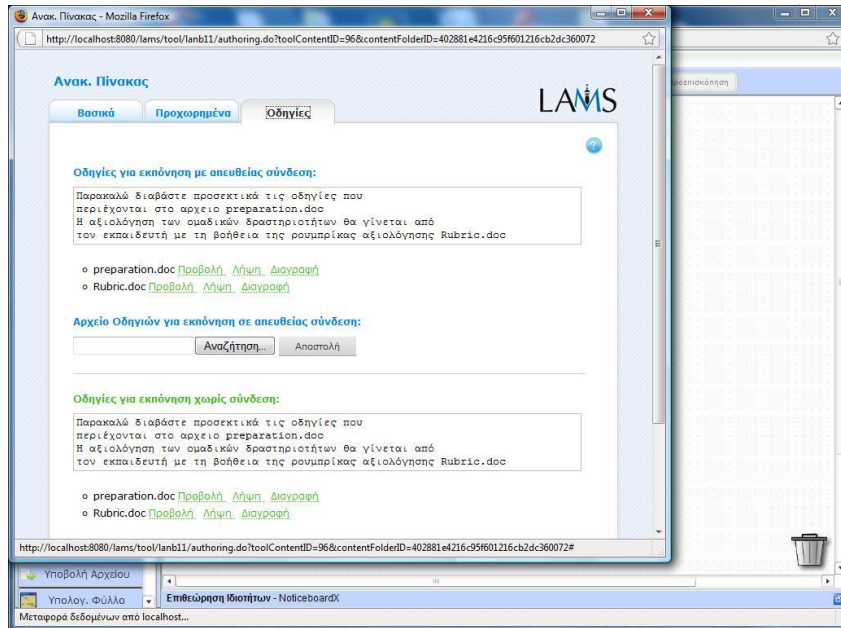 Ανακ. Πίνακας - Mozilla Firefox
http://localhost:8080/lams/tool/lanb11/authoring.do?toolContentID=96&contentFolderID=402881e4216c95f601216cb2dc360072
Ανακ. Πίνακας
LAMS
Βασικά Προχωρημένα Οδηγίες
ροεπισκόπηση
?
Οδηγίες για εκπόνηση με απευθείας σύνδεση:
Παρακαλώ διαβάστε προσεκτικά τις οδηγίες που
περιέχονται στο αρχειο preparation.doc
Η αξιολόγηση των ομαδικών δραστηριοτήτων θα γίνεται από
τον εκπαιδευτή με τη βοήθεια της ρουμπρίκας αξιολόγησης Rubric.doc
preparation.doc Προβολή Λήψη Διαγραφή
Rubric.doc Προβολή Λήψη Διαγραφή
Αρχείο Οδηγιών για εκπόνηση σε απευθείας σύνδεση:
Αναζήτηση... Αποστολή
Οδηγίες για εκπόνηση χωρίς σύνδεση:
Παρακαλώ διαβάστε προσεκτικά τις οδηγίες που
περιέχονται στο αρχειο preparation.doc
Η αξιολόγηση των ομαδικών δραστηριοτήτων θα γίνεται από
τον εκπαιδευτή με τη βοήθεια της ρουμπρίκας αξιολόγησης Rubric.doc
preparation.doc Προβολή Λήψη Διαγραφή
Rubric.doc Προβολή Λήψη Διαγραφή
http://localhost:8080/lams/tool/lanb11/authoring.do?toolContentID=96&contentFolderID=402881e4216c95f601216cb2dc360072#
Υποβολή Αρχείου
Υπολογ. Φύλλο
Επιθεώρηση Ιδιοτήτων - NoticeboardX
Μεταφορά δεδομένων από localhost...